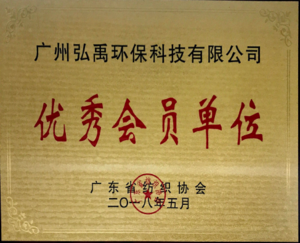 广州弘禹环保科技有限公司
优秀会员单位
广东省纺织协会
二〇一八年五月